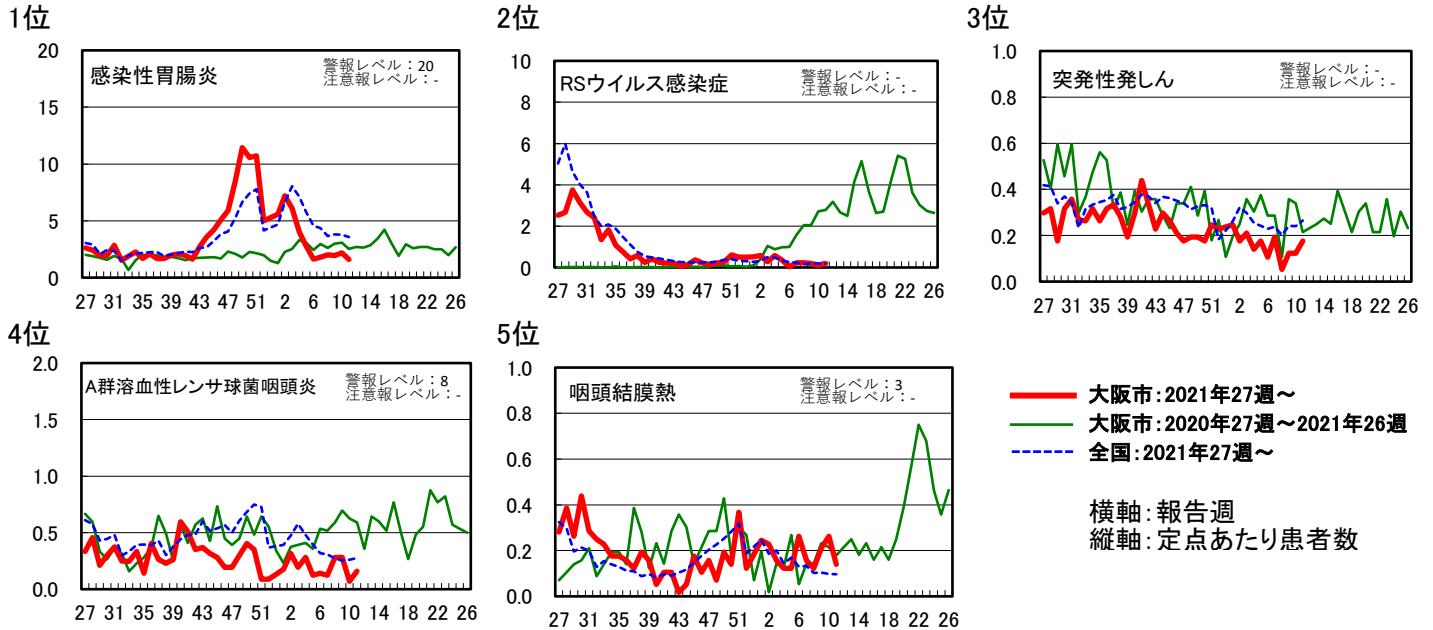 1位
感染性胃腸炎
警報レベル：20
注意報レベル：-
20
15
10
5
0
27 31 35 39 43 47 51 2 6 10 14 18 22 26
2位
RSウイルス感染症
警報レベル：-
注意報レベル：-
10
8
6
4
2
0
27 31 35 39 43 47 51 2 6 10 14 18 22 26
3位
突発性発しん
警報レベル：-
注意報レベル：-
1.0
0.8
0.6
0.4
0.2
0.0
27 31 35 39 43 47 51 2 6 10 14 18 22 26
4位
A群溶血性レンサ球菌咽頭炎
警報レベル：8
注意報レベル：-
2.0
1.5
1.0
0.5
0.0
27 31 35 39 43 47 51 2 6 10 14 18 22 26
5位
咽頭結膜熱
警報レベル：3
注意報レベル：-
1.0
0.8
0.6
0.4
0.2
0.0
27 31 35 39 43 47 51 2 6 10 14 18 22 26
大阪市：2021年27週～
大阪市：2020年27週～2021年26週
全国：2021年27週～
横軸：報告週
縦軸：定点あたり患者数